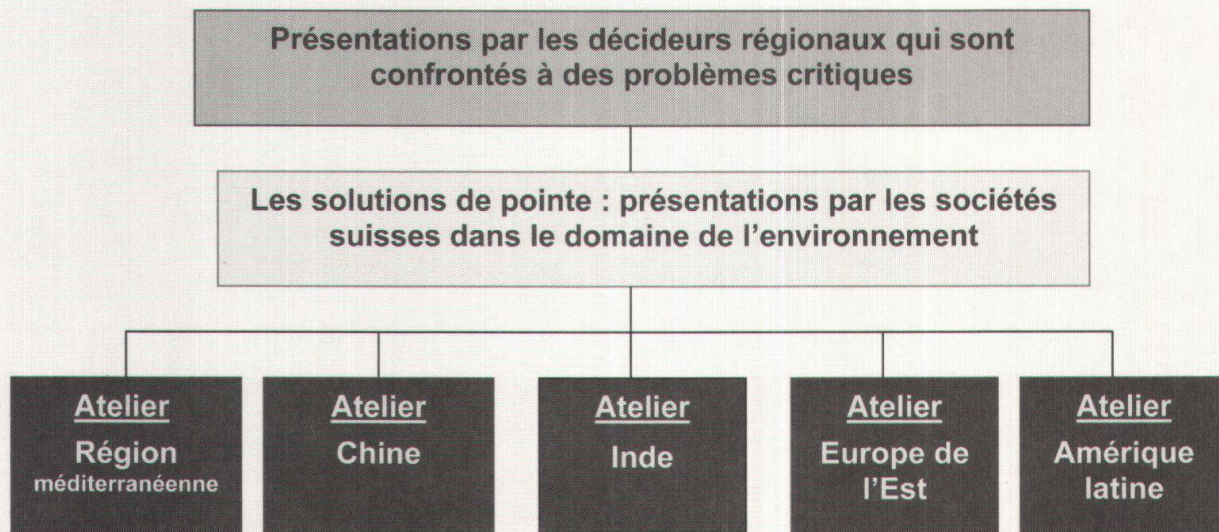 Présentations par les décideurs régionaux qui sont
confrontés à des problèmes critiques
Les solutions de pointe : présentations par les sociétés
suisses dans le domaine de l'environnement
Atelier
Région
méditerranéenne
Atelier
Chine
Atelier
Inde
Atelier
Europe de
l'Est
Atelier
Amérique
latine